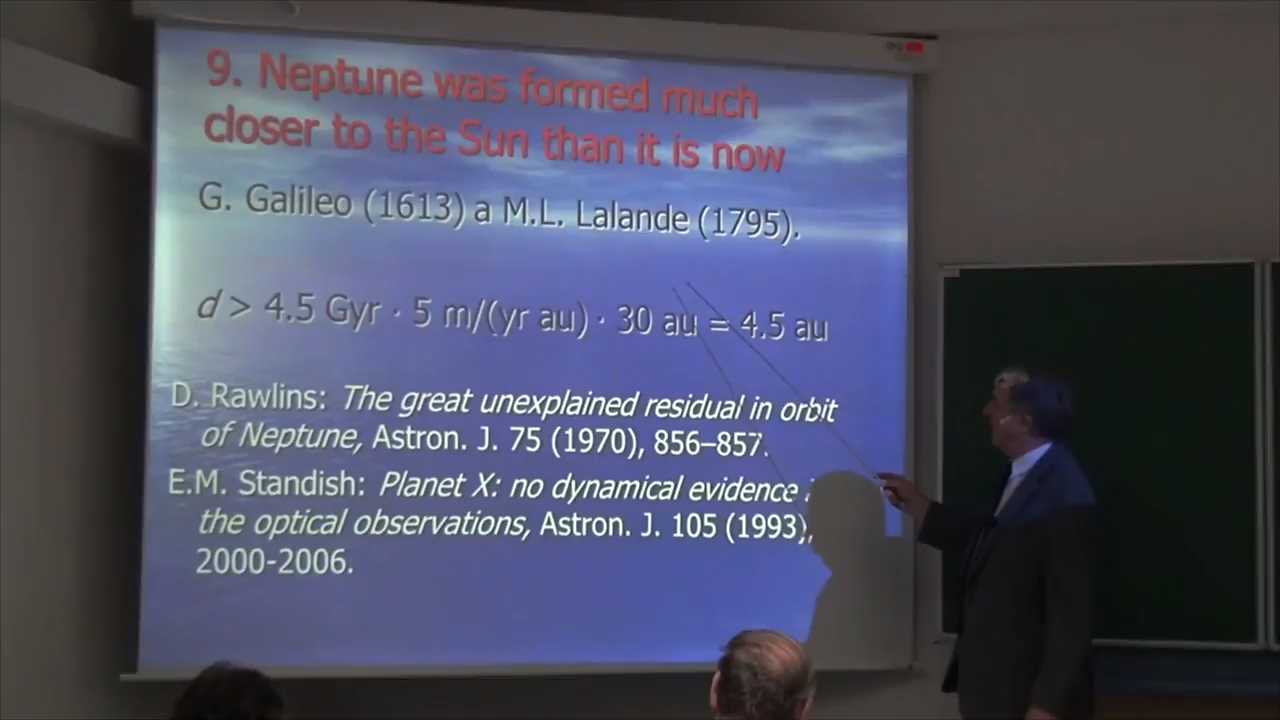 9. Neptune was formed much
closer to the Sun than it is now
G. Galileo (1613) a M.L. Lalande (1795).
d > 4.5 Gyr · 5 m/(yr au) · 30 au = 4.5 au
D. Rawlins: The great unexplained residual in orbit
of Neptune, Astron. J. 75 (1970), 856–857.
E.M. Standish: Planet X: no dynamical evidence
the optical observations, Astron. J. 105 (1993),
2000-2006.